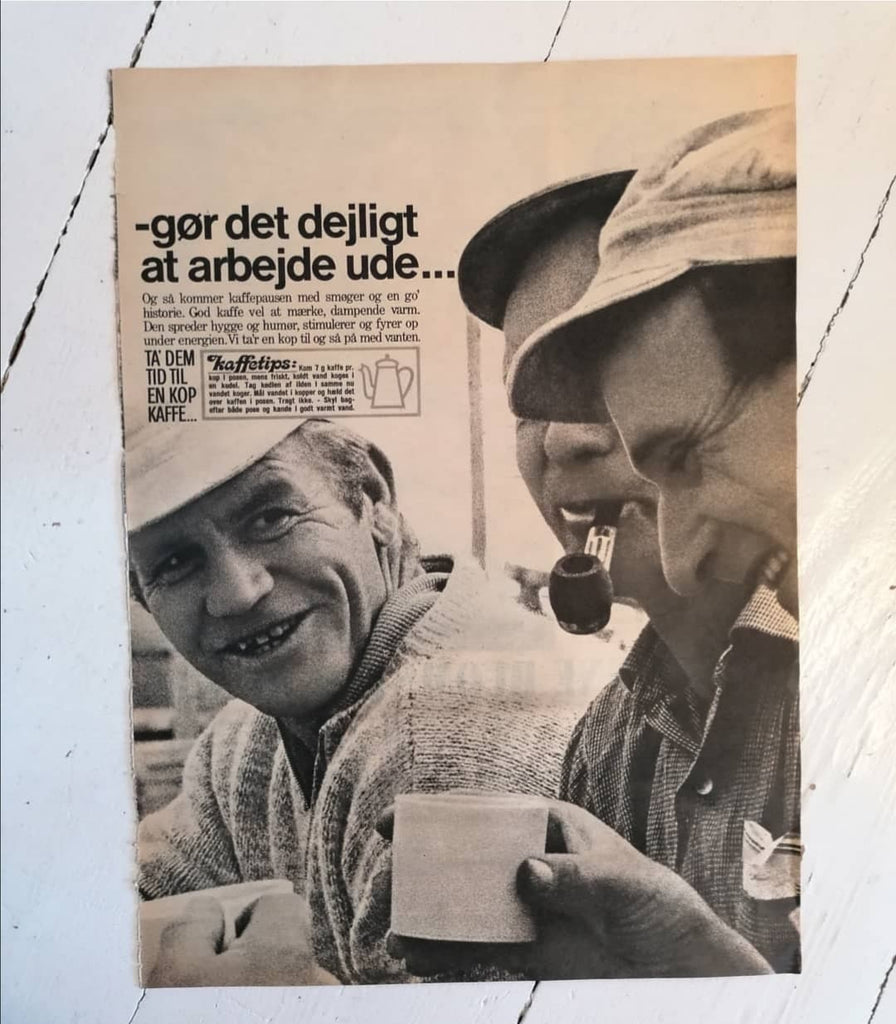 -gør det dejligt
at arbejde ude...
Og så kommer kaffepausen med smøger og en go'
historie. God kaffe vel at mærke, dampende varm.
Den spreder hygge og humør, stimulerer og fyrer op
under energien. Vi ta'r en kop til og så på med vanten.
TA' DEM
TID TIL
EN KOP
KAFFE...
Kaffetips: Kom 7 g kaffe pr.
kop i posen, mens friskt, koldt vand koges i
en kedel. Tag kedlen af ilden i samme nu
vandet koger. Mål vandet i kopper og hæld det
over kaffen i posen. Tragt ikke. - Skyl bag-
efter både pose og kande i godt varmt vand.